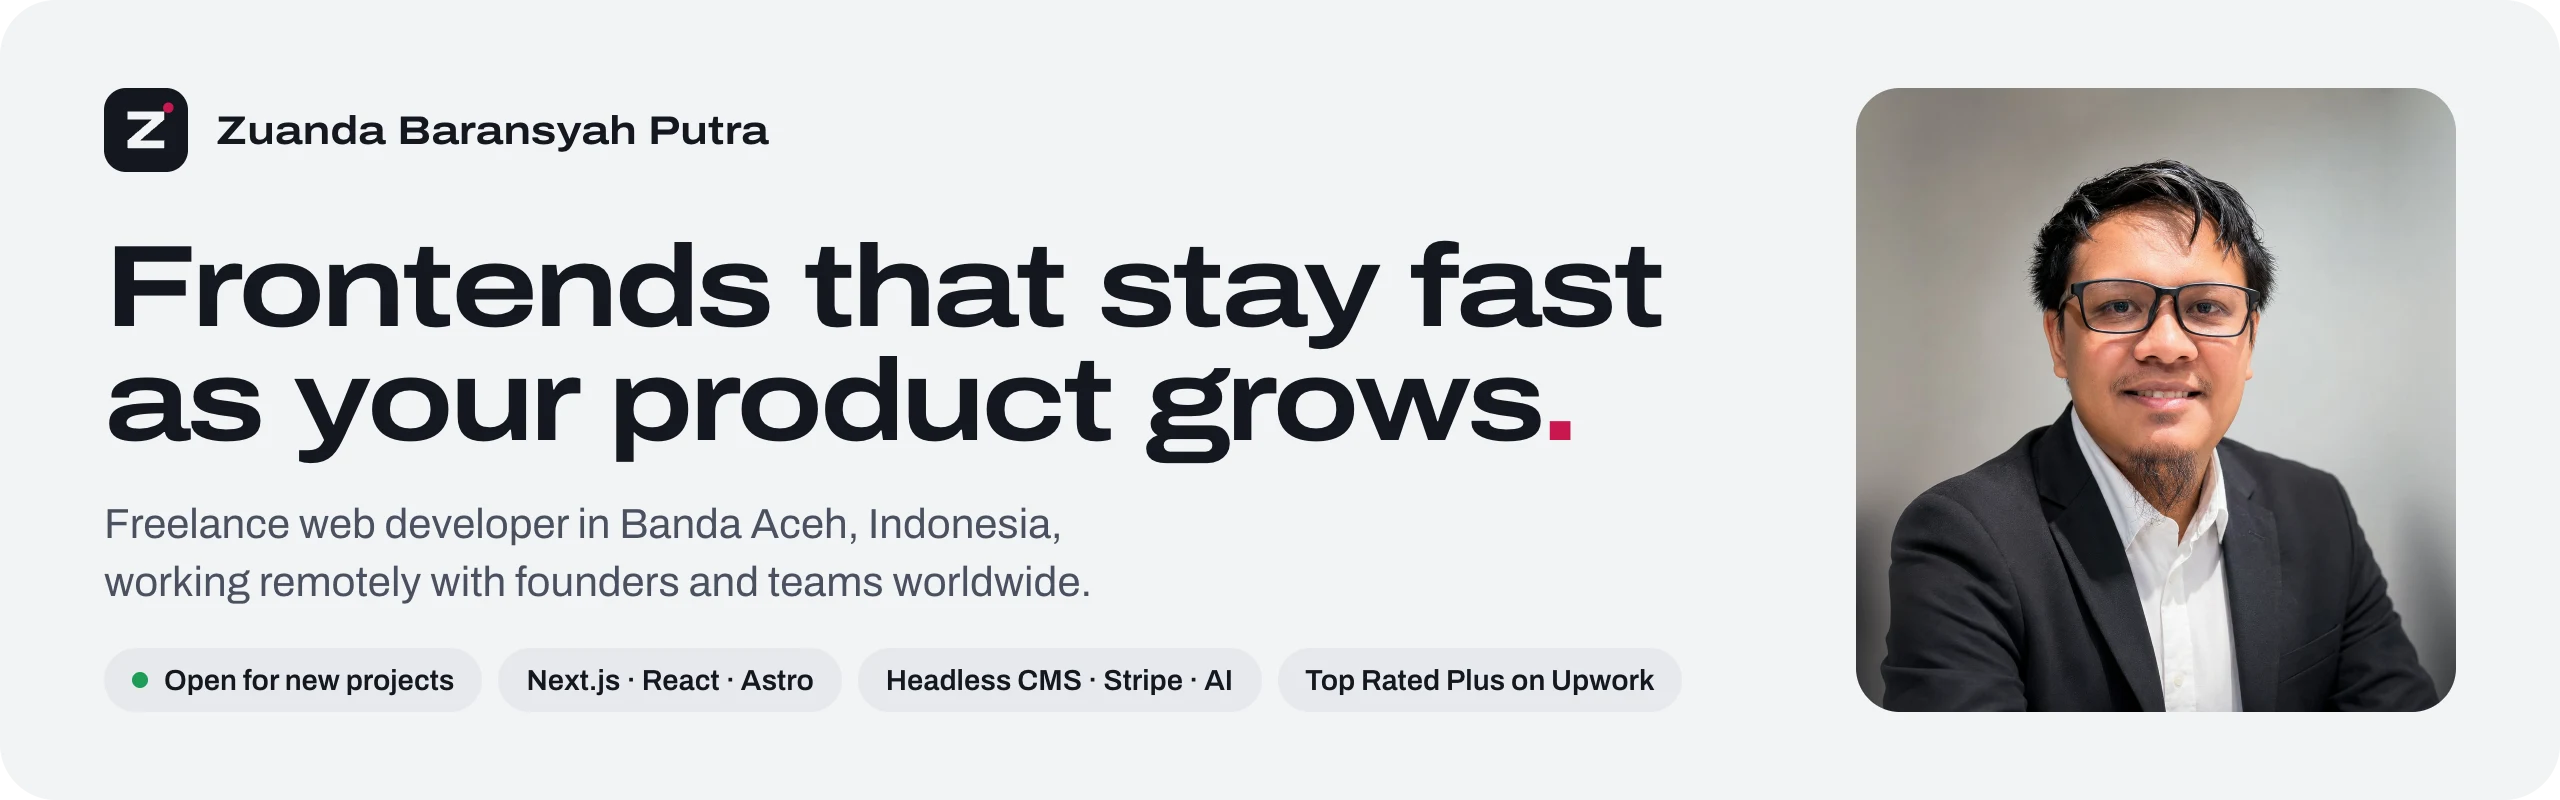 Z
Zuanda Baransyah Putra
Frontends that stay fast
as your product grows.
Freelance web developer in Banda Aceh, Indonesia,
working remotely with founders and teams worldwide.
Open for new projects
Next.js · React · Astro
Headless CMS · Stripe · AI
Top Rated Plus on Upwork